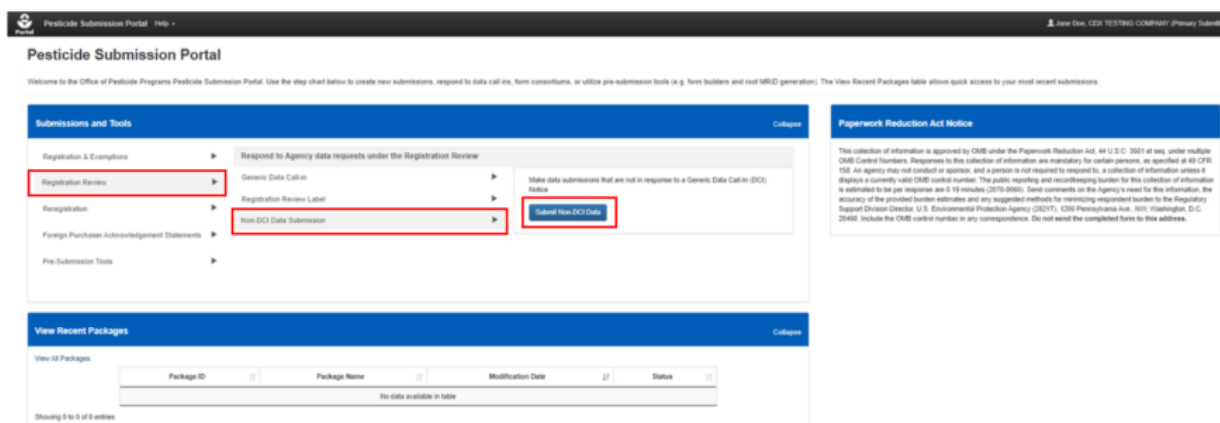 Portal
Pesticide Submission Portal Help
Jane Doe, CDX TESTING COMPANY (Primary Submit
Pesticide Submission Portal
Welcome to the Office of Pesticide Programs Pesticide Submission Portal. Use the step chart below to create new submissions, respond to data call ins, form consortiums, or utilize pre-submission tools (e.g. form builders and root MRID generation). The View Recent Packages table allows quick access to your most recent submissions.
Submissions and Tools
Collapse
Registration & Exemptions
Registration Review
Reregistration
Foreign Purchaser Acknowledgement Statements
Pre-Submission Tools
Respond to Agency data requests under the Registration Review
Generic Data Call-in
Registration Review Label
Non-DCI Data Submission
Make data submissions that are not in response to a Generic Data Call-In (DCI)
Notice
Submit Non-DCI Data
Paperwork Reduction Act Notice
This collection of information is approved by OMB under the Paperwork Reduction Act, 44 U.S.C. 3501 et seq. under multiple
OMB Control Numbers. Responses to this collection of information are mandatory for certain persons, as specified at 40 CFR
158. An agency may not conduct or sponsor, and a person is not required to respond to, a collection of information unless it
displays a currently valid OMB control number. The public reporting and recordkeeping burden for this collection of information
is estimated to be per response are 0.19 minutes (2070-0060). Send comments on the Agency's need for this information, the
accuracy of the provided burden estimates and any suggested methods for minimizing respondent burden to the Regulatory
Support Division Director, U.S. Environmental Protection Agency (2821T), 1200 Pennsylvania Ave., NW, Washington, D.C.
20460. Include the OMB control number in any correspondence. Do not send the completed form to this address.
View Recent Packages
Collapse
View All Packages
Package ID Package Name Modification Date Status
No data available in table
Showing 0 to 0 of 0 entries